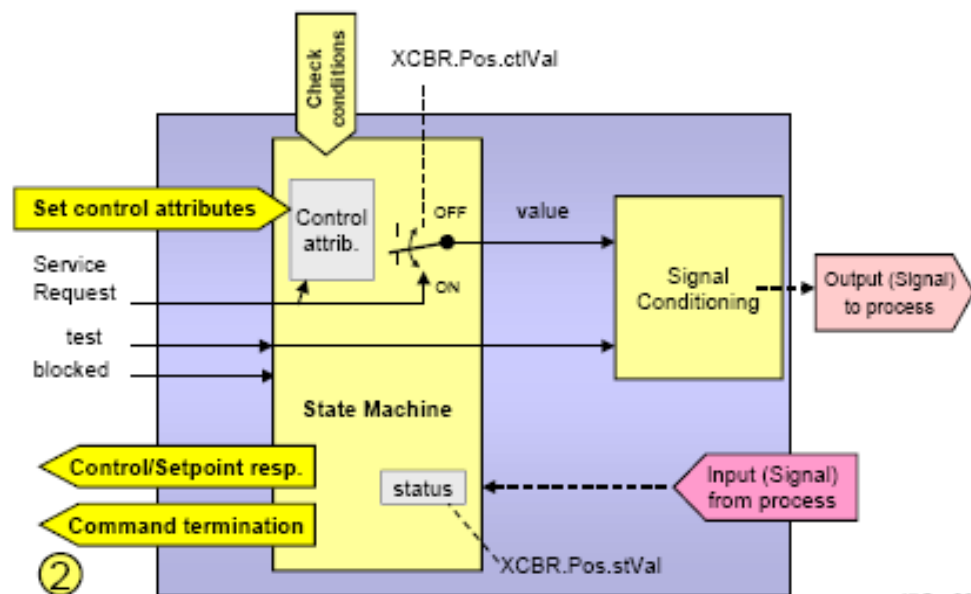 Check
conditions
XCBR.Pos.ctlVal
Set control attributes
Control
attrib.
OFF
value
ON
Service
Request
Signal
Conditioning
Output (Signal)
to process
test
blocked
State Machine
Control/Setpoint resp.
status
Input (Signal)
from process
Command termination
XCBR.Pos.stVal
2